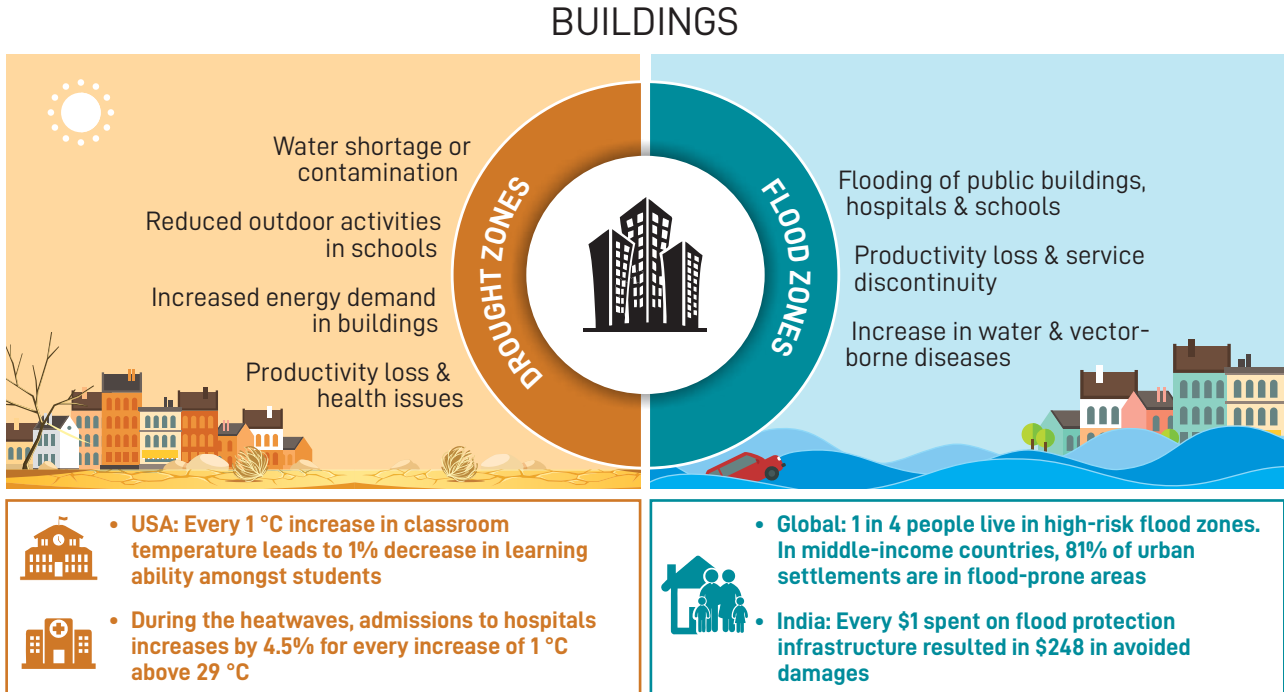 BUILDINGS
Water shortage or
contamination
Reduced outdoor activities
in schools
Increased energy demand
in buildings
Productivity loss &
health issues
DROUGHT ZONES
FLOOD ZONES
Flooding of public buildings,
hospitals & schools
Productivity loss & service
discontinuity
Increase in water & vector-
borne diseases
• USA: Every 1 °C increase in classroom
temperature leads to 1% decrease in learning
ability amongst students
• During the heatwaves, admissions to hospitals
increases by 4.5% for every increase of 1 °C
above 29 °C
• Global: 1 in 4 people live in high-risk flood zones.
In middle-income countries, 81% of urban
settlements are in flood-prone areas
• India: Every $1 spent on flood protection
infrastructure resulted in $248 in avoided
damages